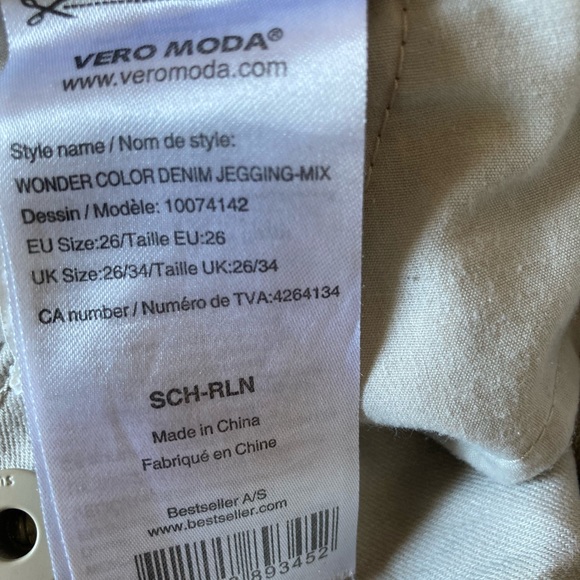 VERO MODA®
www.veromoda.com
Style name / Nom de style:
WONDER COLOR DENIM JEGGING-MIX
Dessin / Modèle: 10074142
EU Size:26/Taille EU:26
UK Size:26/34/Taille UK:26/34
CA number / Numéro de TVA:4264134
SCH-RLN
Made in China
Fabriqué en Chine
Bestseller A/S
www.bestseller.com
893452